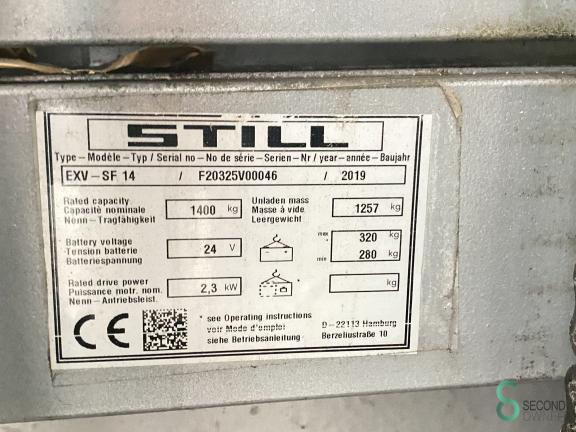 STILL
Type – Modèle – Typ / Serial no – No de série – Serien – Nr / year – année – Baujahr
EXV – SF 14 / F20325V00046 / 2019
Rated capacity
Capacité nominale
Nenn – Tragfähigkeit
1400 kg
Unladen mass
Masse à vide
Leergewicht
1257 kg
Battery voltage
Tension batterie
Batteriespannung
24 V
max 320 kg
min 280 kg
Rated drive power
Puissance motr. nom.
Nenn – Antriebsleist.
2,3 kW
kg
CE
* see Operating instructions
voir Mode d'emploi
siehe Betriebsanleitung
D – 22113 Hamburg
Berzeliustraße 10
SECOND
OWNER